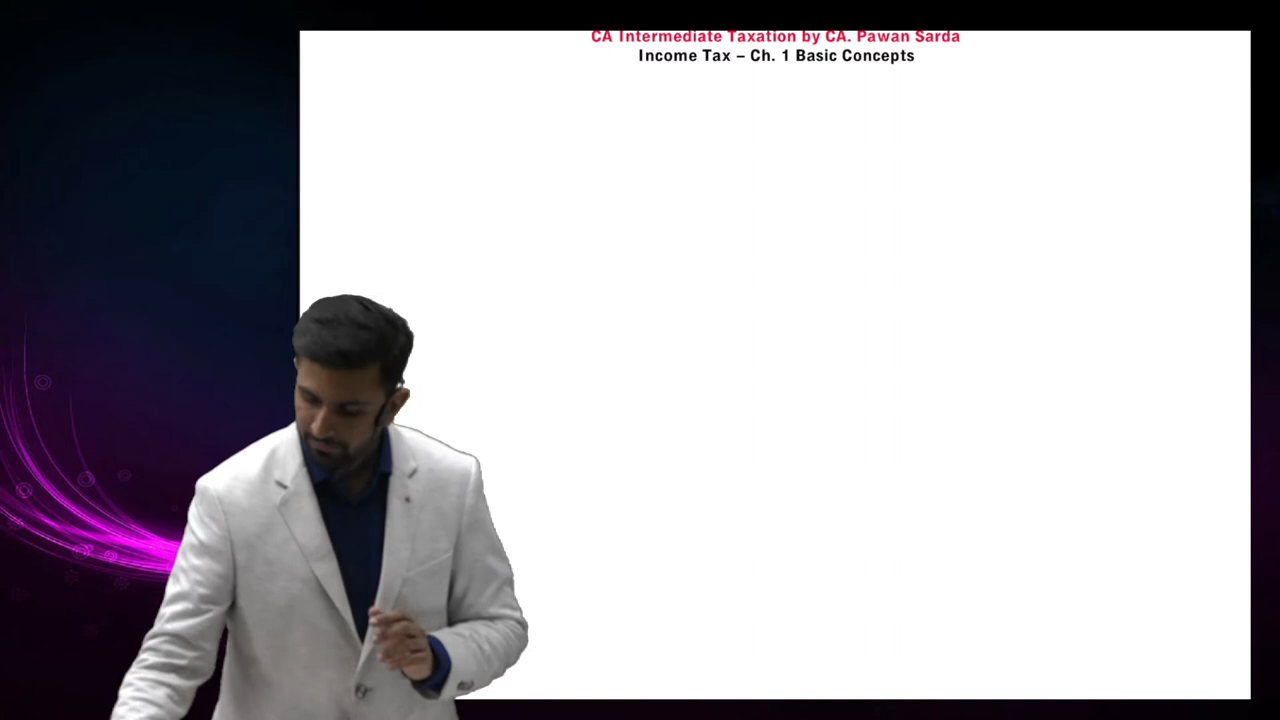 CA Intermediate Taxation by CA. Pawan Sarda
Income Tax – Ch. 1 Basic Concepts